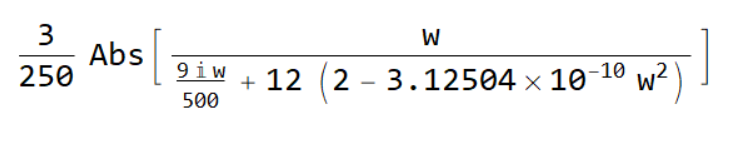 3/250 Abs[w/(9 i w/500 + 12 (2 - 3.12504 × 10^-10 w^2))]